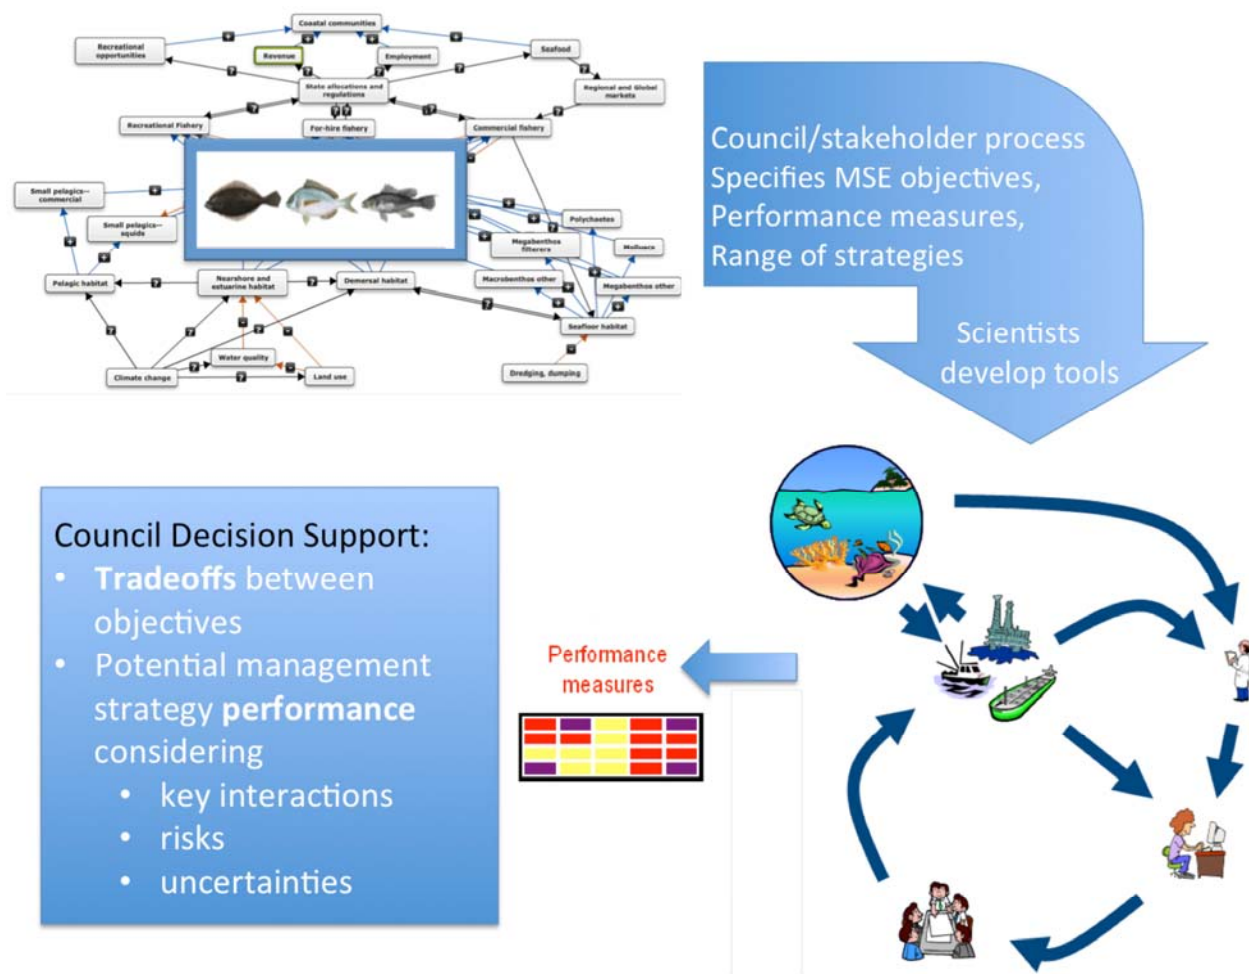 Coastal communities
Recreational
opportunities
Revenue
Employment
Seafood
State allocations and
regulations
Regional and Global
markets
Recreational Fishery
For-hire fishery
Commercial fishery
Small pelagics--
commercial
Small pelagics--
squids
Polychaetes
Megabenthos
filterers
Molluscs
Pelagic habitat
Nearshore and
estuarine habitat
Demersal habitat
Macrobenthos other
Megabenthos other
Seafloor habitat
Water quality
Climate change
Land use
Dredging, dumping
Council/stakeholder process
Specifies MSE objectives,
Performance measures,
Range of strategies
Scientists
develop tools
Council Decision Support:
• Tradeoffs between
objectives
• Potential management
strategy performance
considering
• key interactions
• risks
• uncertainties
Performance
measures